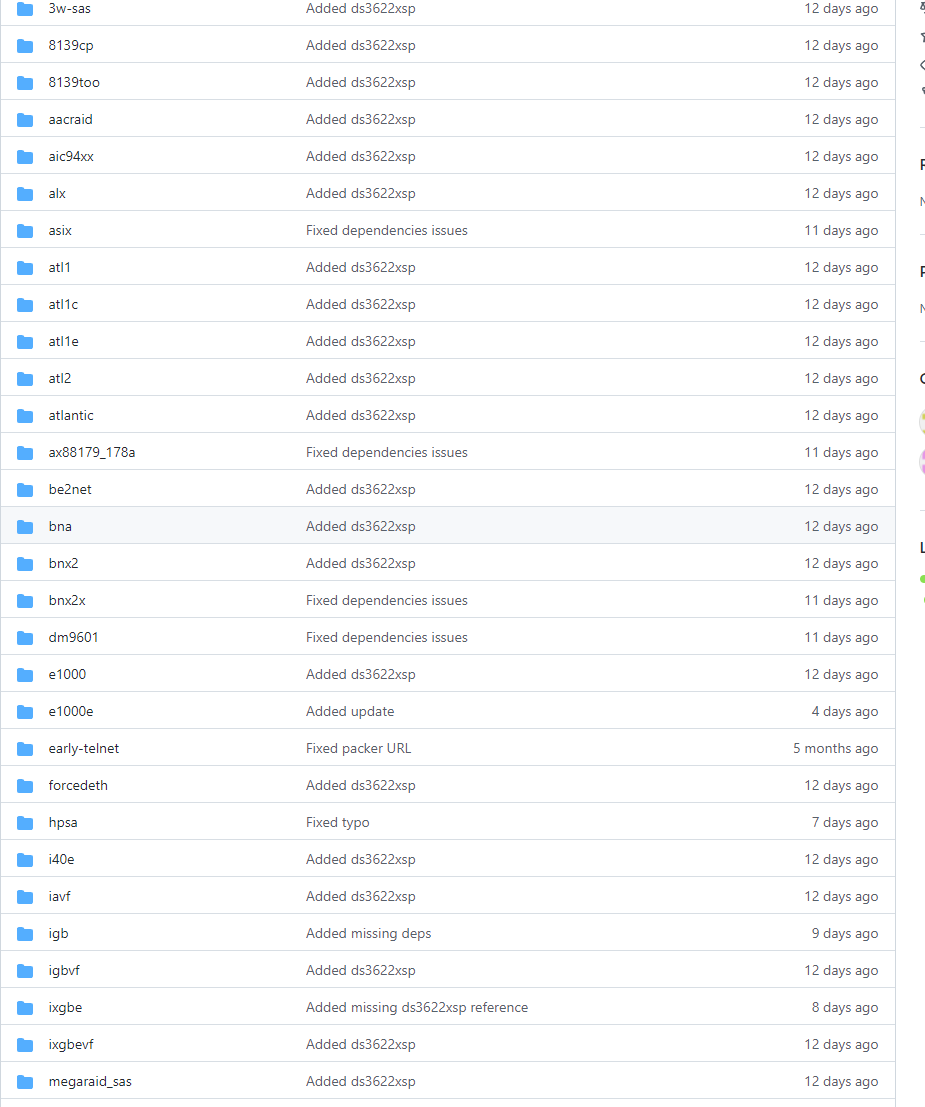 3w-sas Added ds3622xsp 12 days ago
8139cp Added ds3622xsp 12 days ago
8139too Added ds3622xsp 12 days ago
aacraid Added ds3622xsp 12 days ago
aic94xx Added ds3622xsp 12 days ago
alx Added ds3622xsp 12 days ago
asix Fixed dependencies issues 11 days ago
atl1 Added ds3622xsp 12 days ago
atl1c Added ds3622xsp 12 days ago
atl1e Added ds3622xsp 12 days ago
atl2 Added ds3622xsp 12 days ago
atlantic Added ds3622xsp 12 days ago
ax88179_178a Fixed dependencies issues 11 days ago
be2net Added ds3622xsp 12 days ago
bna Added ds3622xsp 12 days ago
bnx2 Added ds3622xsp 12 days ago
bnx2x Fixed dependencies issues 11 days ago
dm9601 Fixed dependencies issues 11 days ago
e1000 Added ds3622xsp 12 days ago
e1000e Added update 4 days ago
early-telnet Fixed packer URL 5 months ago
forcedeth Added ds3622xsp 12 days ago
hpsa Fixed typo 7 days ago
i40e Added ds3622xsp 12 days ago
iavf Added ds3622xsp 12 days ago
igb Added missing deps 9 days ago
igbvf Added ds3622xsp 12 days ago
ixgbe Added missing ds3622xsp reference 8 days ago
ixgbevf Added ds3622xsp 12 days ago
megaraid_sas Added ds3622xsp 12 days ago